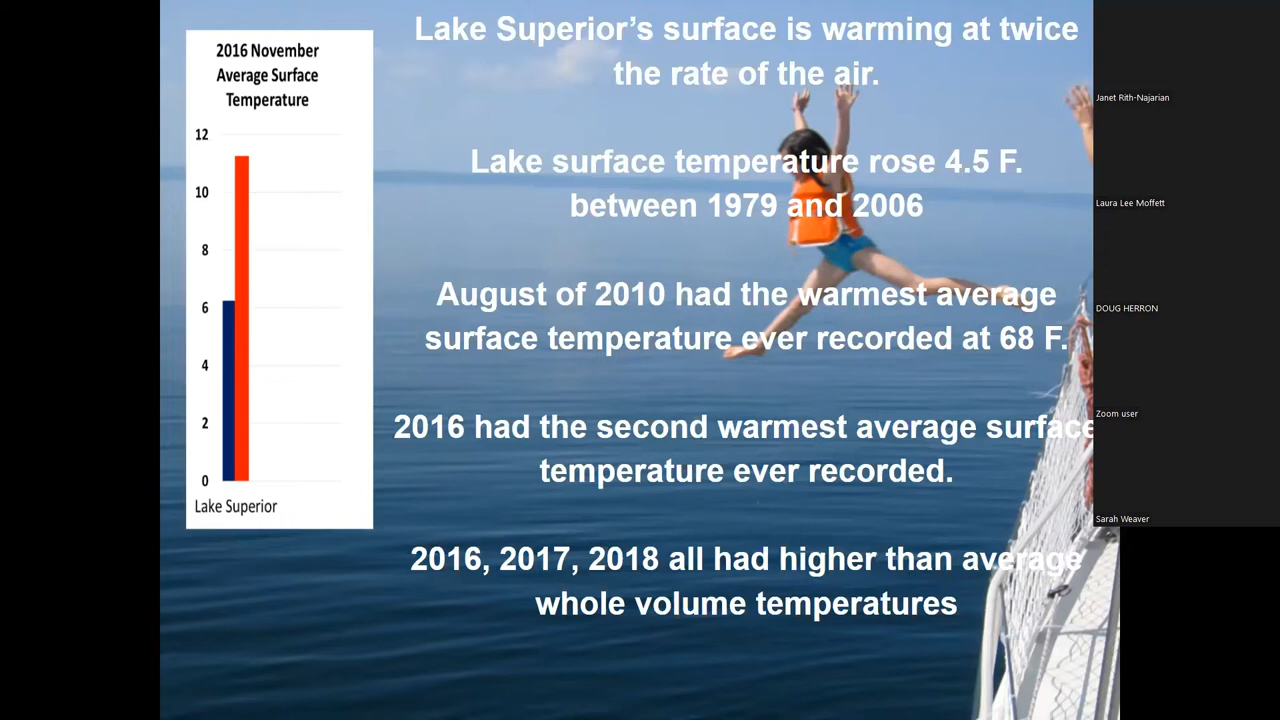 2016 November
Average Surface
Temperature
12
10
8
6
4
2
0
Lake Superior
Lake Superior’s surface is warming at twice
the rate of the air.
Lake surface temperature rose 4.5 F.
between 1979 and 2006
August of 2010 had the warmest average
surface temperature ever recorded at 68 F.
2016 had the second warmest average surface
temperature ever recorded.
2016, 2017, 2018 all had higher than average
whole volume temperatures
Janet Rith-Najarian
Laura Lee Moffett
DOUG HERRON
Zoom user
Sarah Weaver